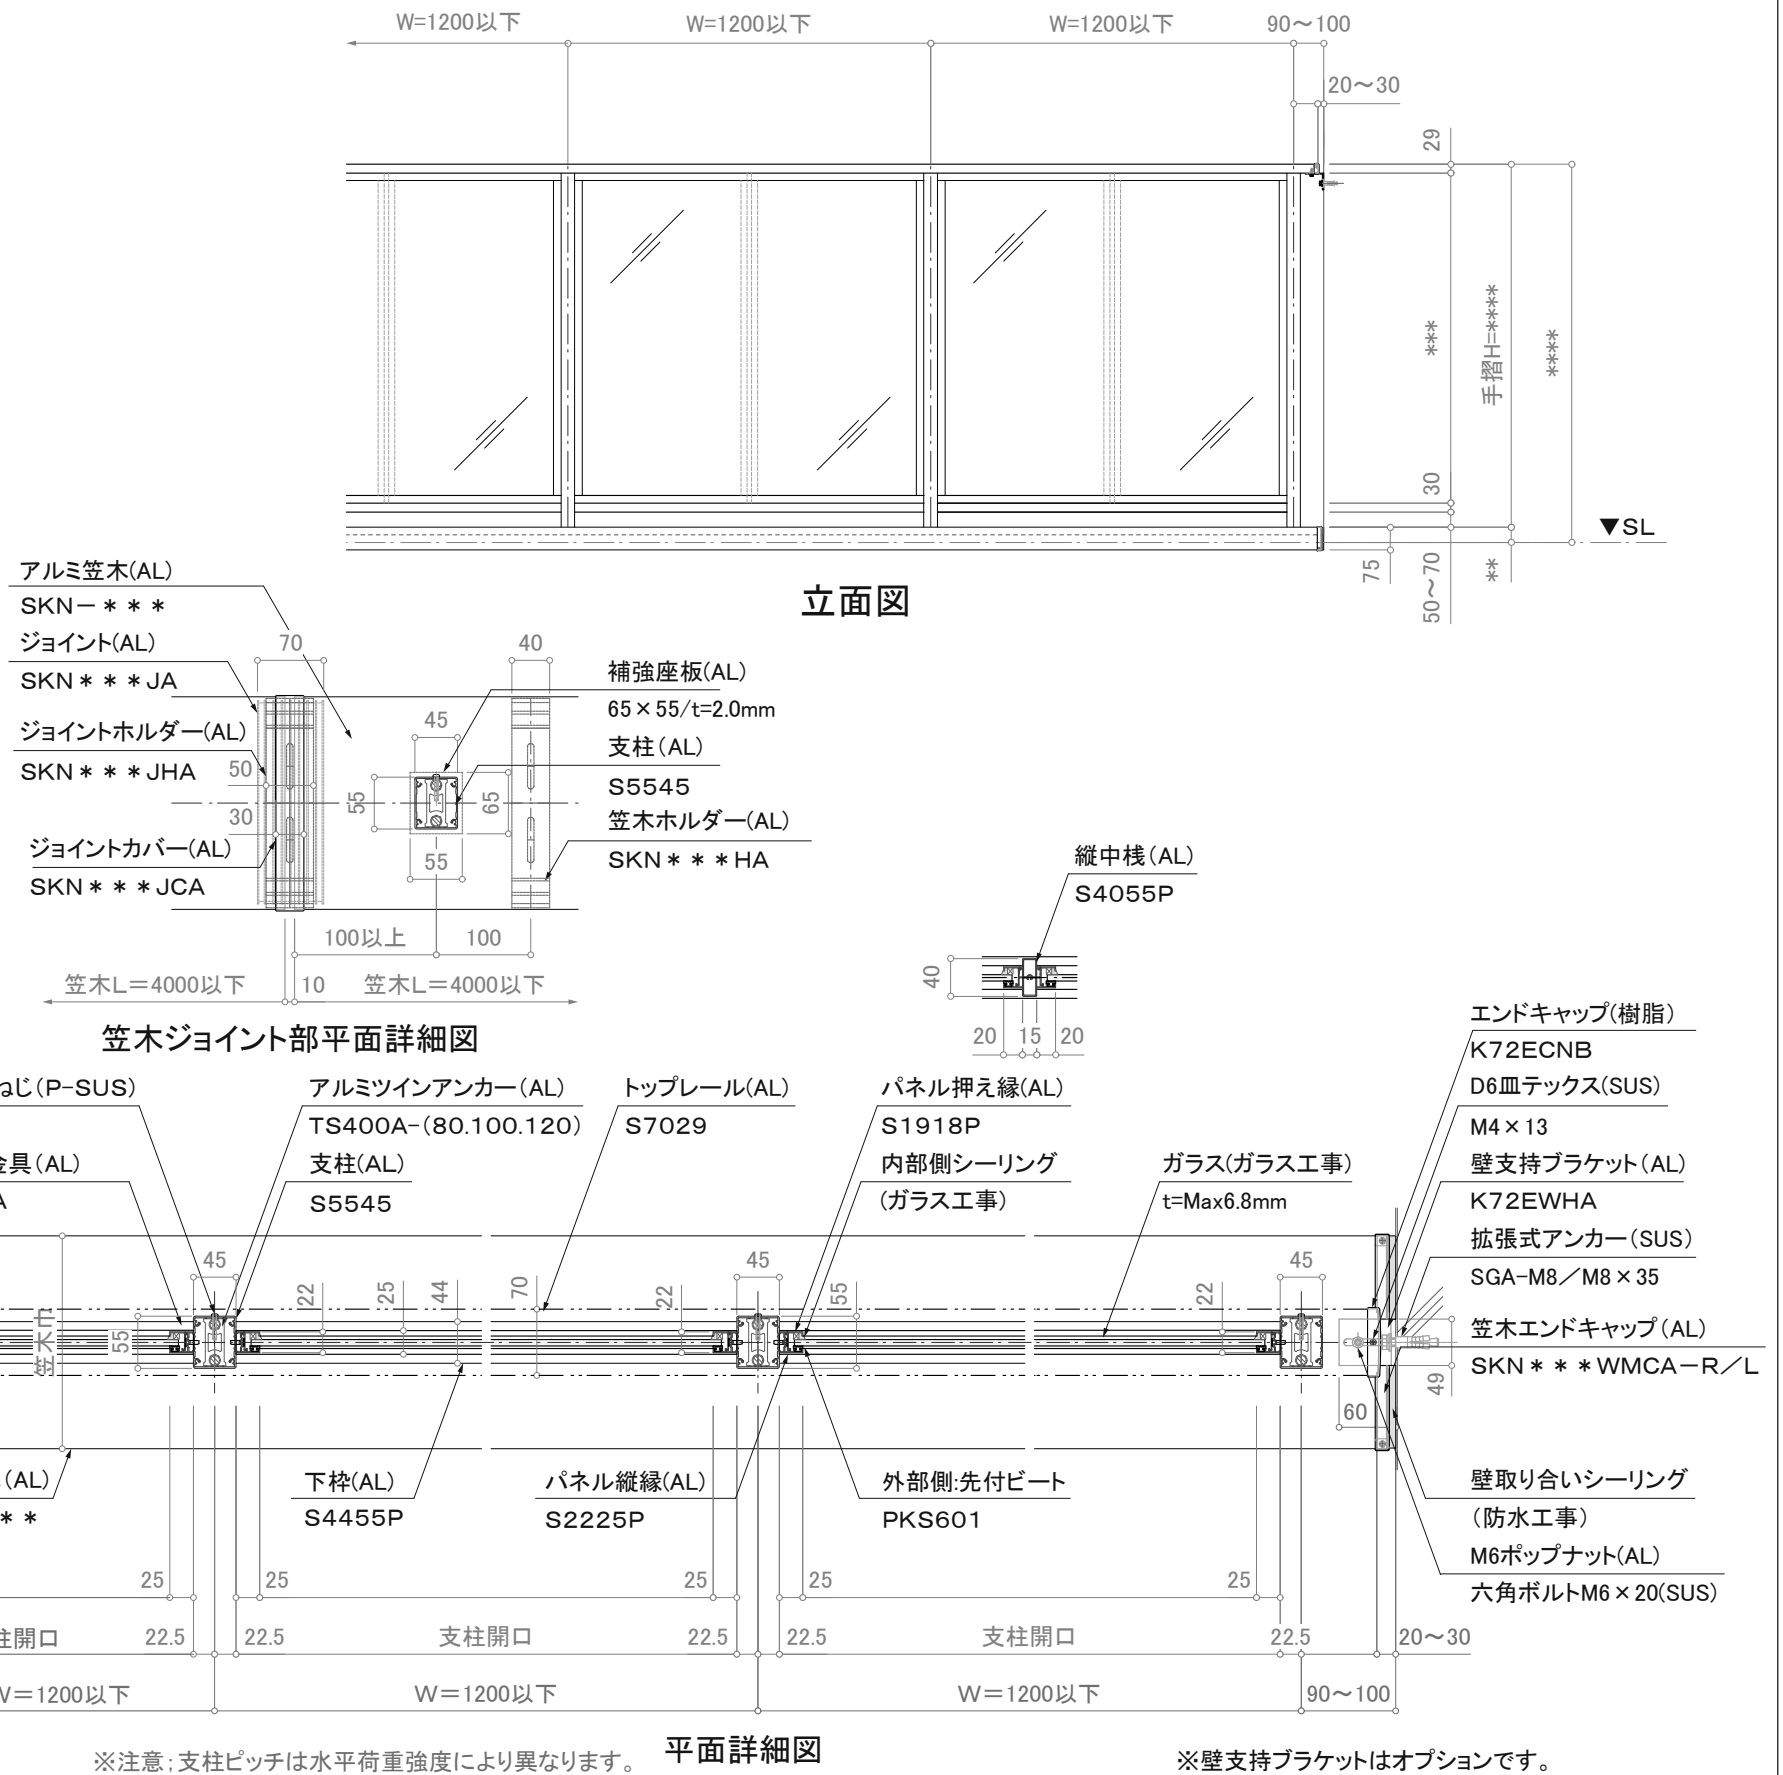 W=1200以下
W=1200以下
W=1200以下
90～100
20～30
29
***
30
50～70
75
手摺H=****
**
****
▼SL
立面図
アルミ笠木(AL)
SKN－＊＊＊
ジョイント(AL)
SKN＊＊＊JA
ジョイントホルダー(AL)
SKN＊＊＊JHA
ジョイントカバー(AL)
SKN＊＊＊JCA
70
50
30
45
55
65
55
40
補強座板(AL)
65×55/t=2.0mm
支柱(AL)
S5545
笠木ホルダー(AL)
SKN＊＊＊HA
100以上
100
笠木L＝4000以下
10
笠木L＝4000以下
笠木ジョイント部平面詳細図
縦中桟(AL)
S4055P
40
20
15
20
ねじ(P-SUS)
金具(AL)
A
アルミツインアンカー(AL)
TS400A-(80.100.120)
支柱(AL)
S5545
トップレール(AL)
S7029
パネル押え縁(AL)
S1918P
内部側シーリング
(ガラス工事)
ガラス(ガラス工事)
t=Max6.8mm
エンドキャップ(樹脂)
K72ECNB
D6皿テックス(SUS)
M4×13
壁支持ブラケット(AL)
K72EWHA
拡張式アンカー(SUS)
SGA-M8／M8×35
笠木エンドキャップ(AL)
SKN＊＊＊WMCA－R／L
笠木巾
55
45
22
25
44
70
22
45
55
22
45
49
60
(AL)
＊＊
下枠(AL)
S4455P
パネル縦縁(AL)
S2225P
外部側:先付ビート
PKS601
壁取り合いシーリング
(防水工事)
M6ポップナット(AL)
六角ボルトM6×20(SUS)
25
25
25
25
25
柱開口
22.5
22.5
支柱開口
22.5
22.5
支柱開口
22.5
20～30
W＝1200以下
W＝1200以下
W＝1200以下
90～100
平面詳細図
※注意;支柱ピッチは水平荷重強度により異なります。
※壁支持ブラケットはオプションです。